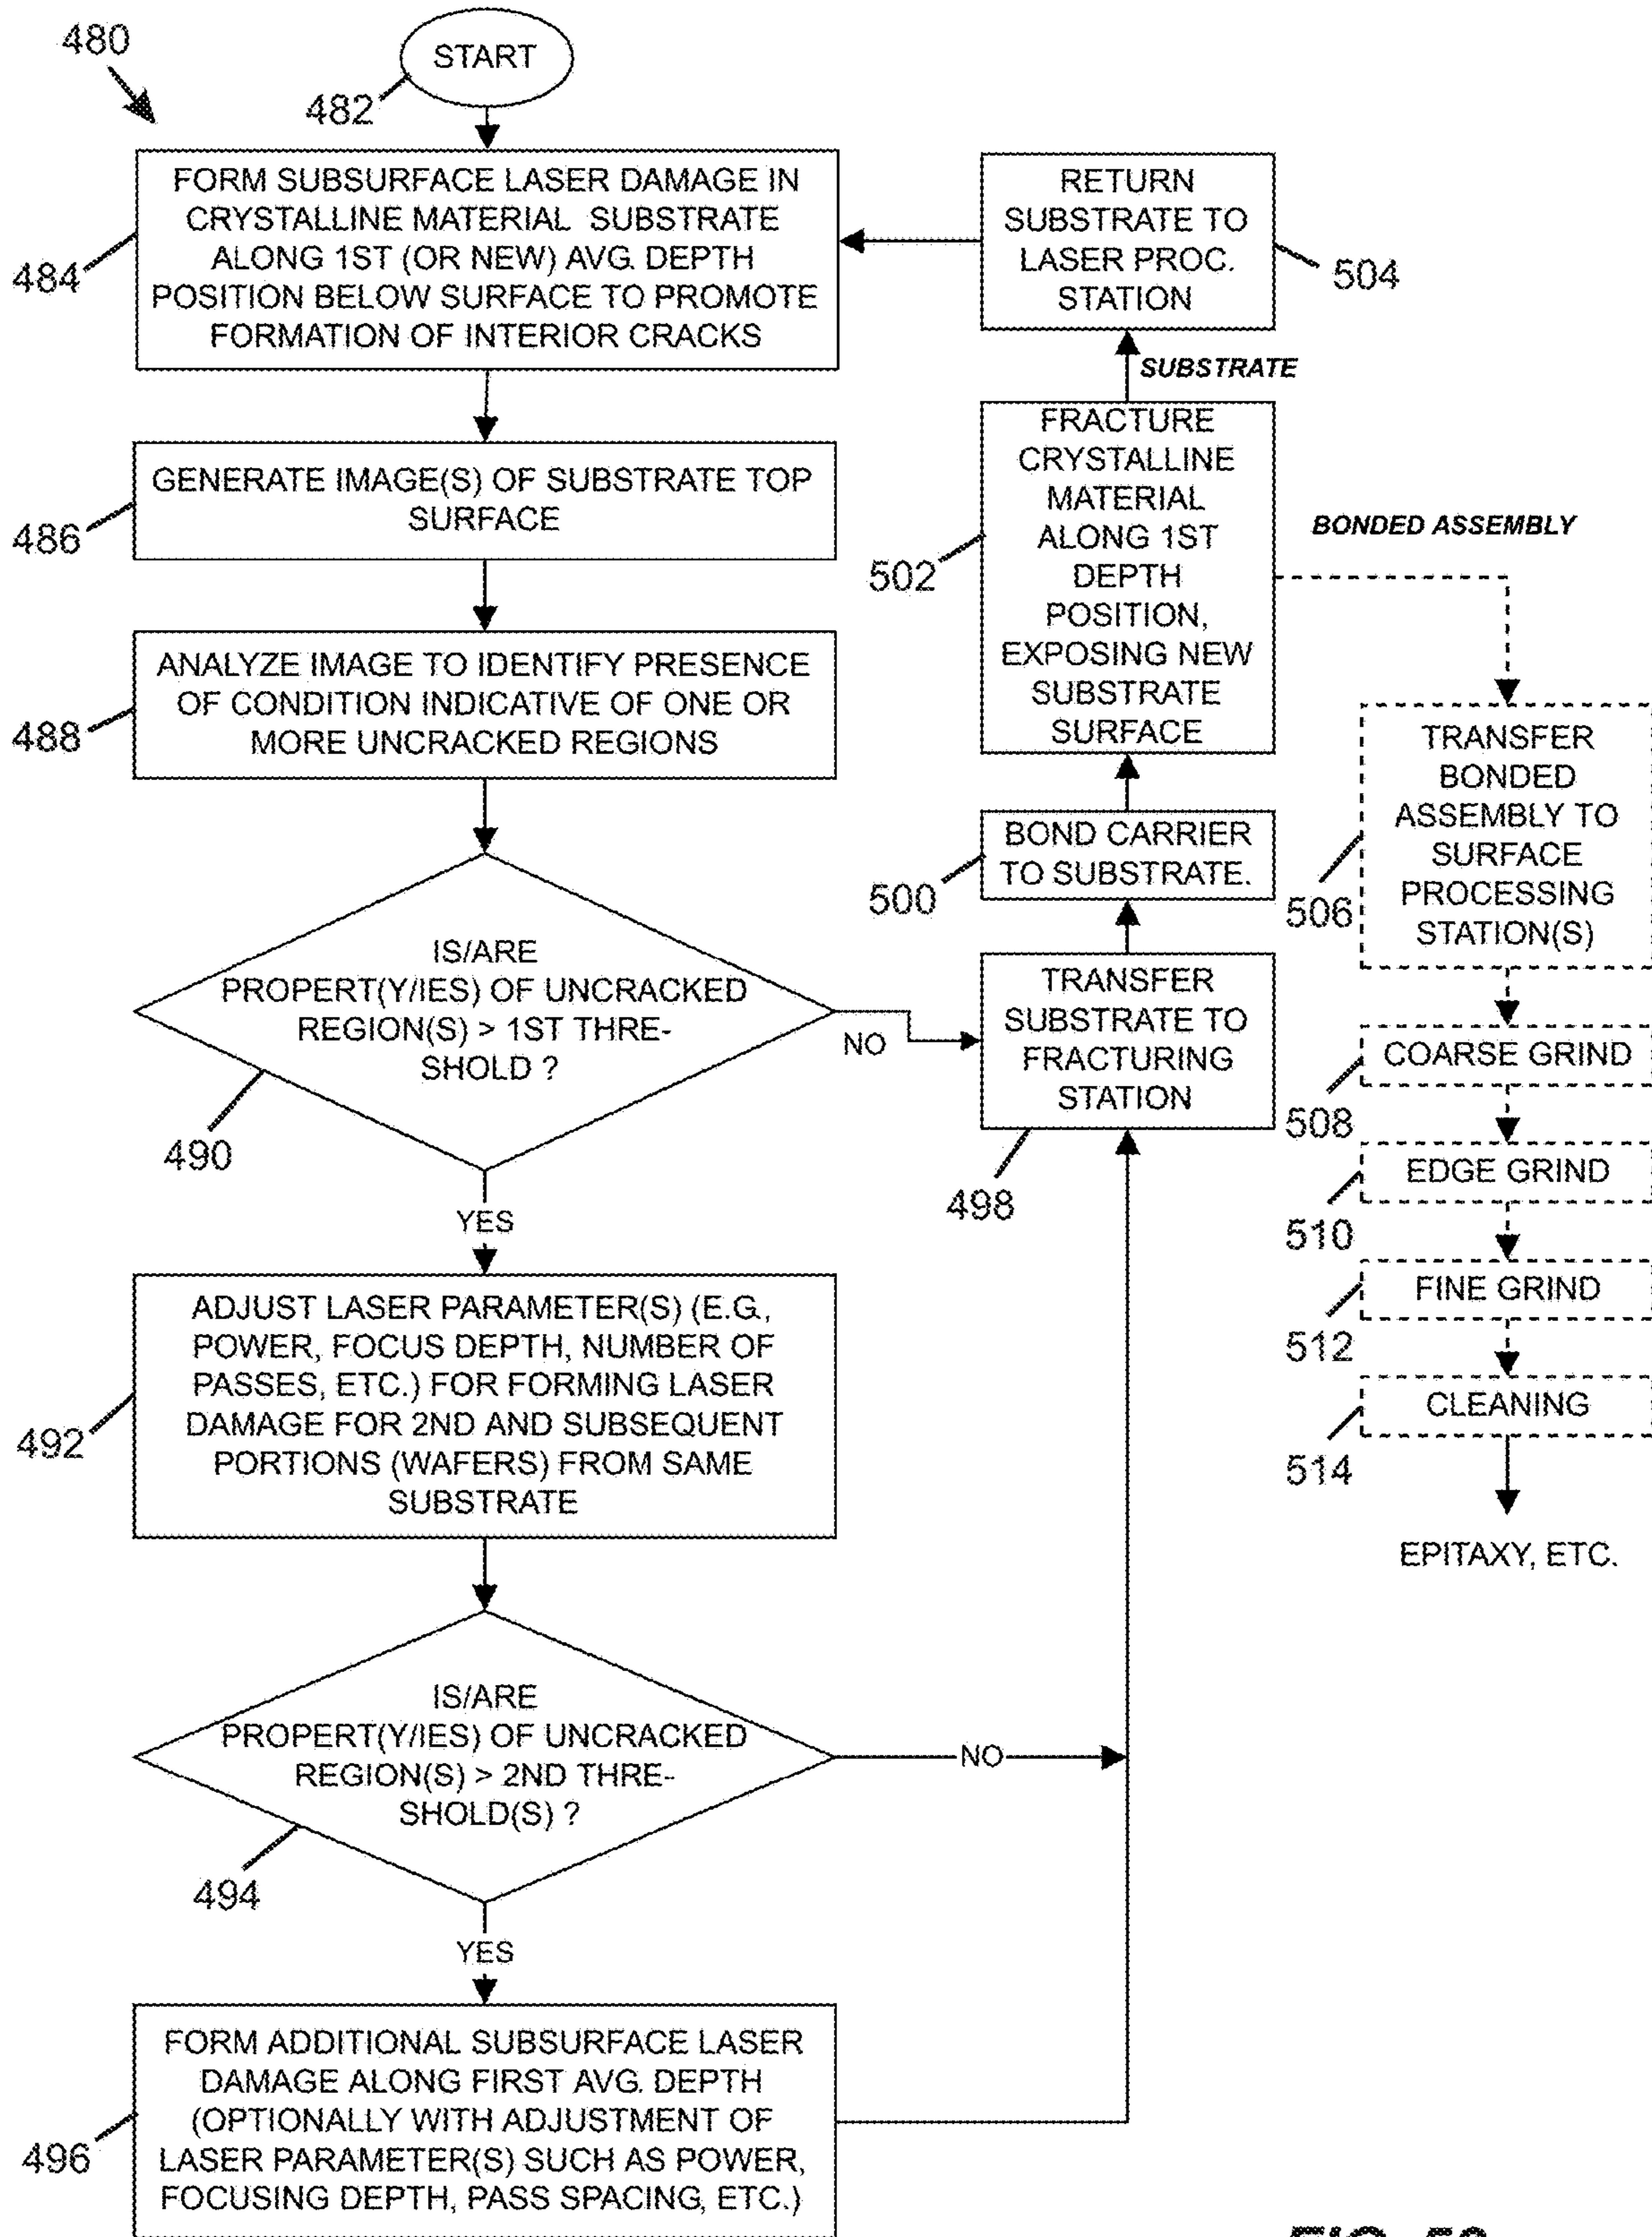 480
START
482
FORM SUBSURFACE LASER DAMAGE IN
CRYSTALLINE MATERIAL SUBSTRATE
ALONG 1ST (OR NEW) AVG. DEPTH
POSITION BELOW SURFACE TO PROMOTE
FORMATION OF INTERIOR CRACKS
484
GENERATE IMAGE(S) OF SUBSTRATE TOP
SURFACE
486
ANALYZE IMAGE TO IDENTIFY PRESENCE
OF CONDITION INDICATIVE OF ONE OR
MORE UNCRACKED REGIONS
488
IS/ARE
PROPERT(Y/IES) OF UNCRACKED
REGION(S) > 1ST THRE-
SHOLD ?
490
NO
YES
ADJUST LASER PARAMETER(S) (E.G.,
POWER, FOCUS DEPTH, NUMBER OF
PASSES, ETC.) FOR FORMING LASER
DAMAGE FOR 2ND AND SUBSEQUENT
PORTIONS (WAFERS) FROM SAME
SUBSTRATE
492
IS/ARE
PROPERT(Y/IES) OF UNCRACKED
REGION(S) > 2ND THRE-
SHOLD(S) ?
494
NO
YES
FORM ADDITIONAL SUBSURFACE LASER
DAMAGE ALONG FIRST AVG. DEPTH
(OPTIONALLY WITH ADJUSTMENT OF
LASER PARAMETER(S) SUCH AS POWER,
FOCUSING DEPTH, PASS SPACING, ETC.)
496
RETURN
SUBSTRATE TO
LASER PROC.
STATION
504
SUBSTRATE
FRACTURE
CRYSTALLINE
MATERIAL
ALONG 1ST
DEPTH
POSITION,
EXPOSING NEW
SUBSTRATE
SURFACE
502
BOND CARRIER
TO SUBSTRATE.
500
TRANSFER
SUBSTRATE TO
FRACTURING
STATION
498
BONDED ASSEMBLY
TRANSFER
BONDED
ASSEMBLY TO
SURFACE
PROCESSING
STATION(S)
506
COARSE GRIND
508
EDGE GRIND
510
FINE GRIND
512
CLEANING
514
EPITAXY, ETC.